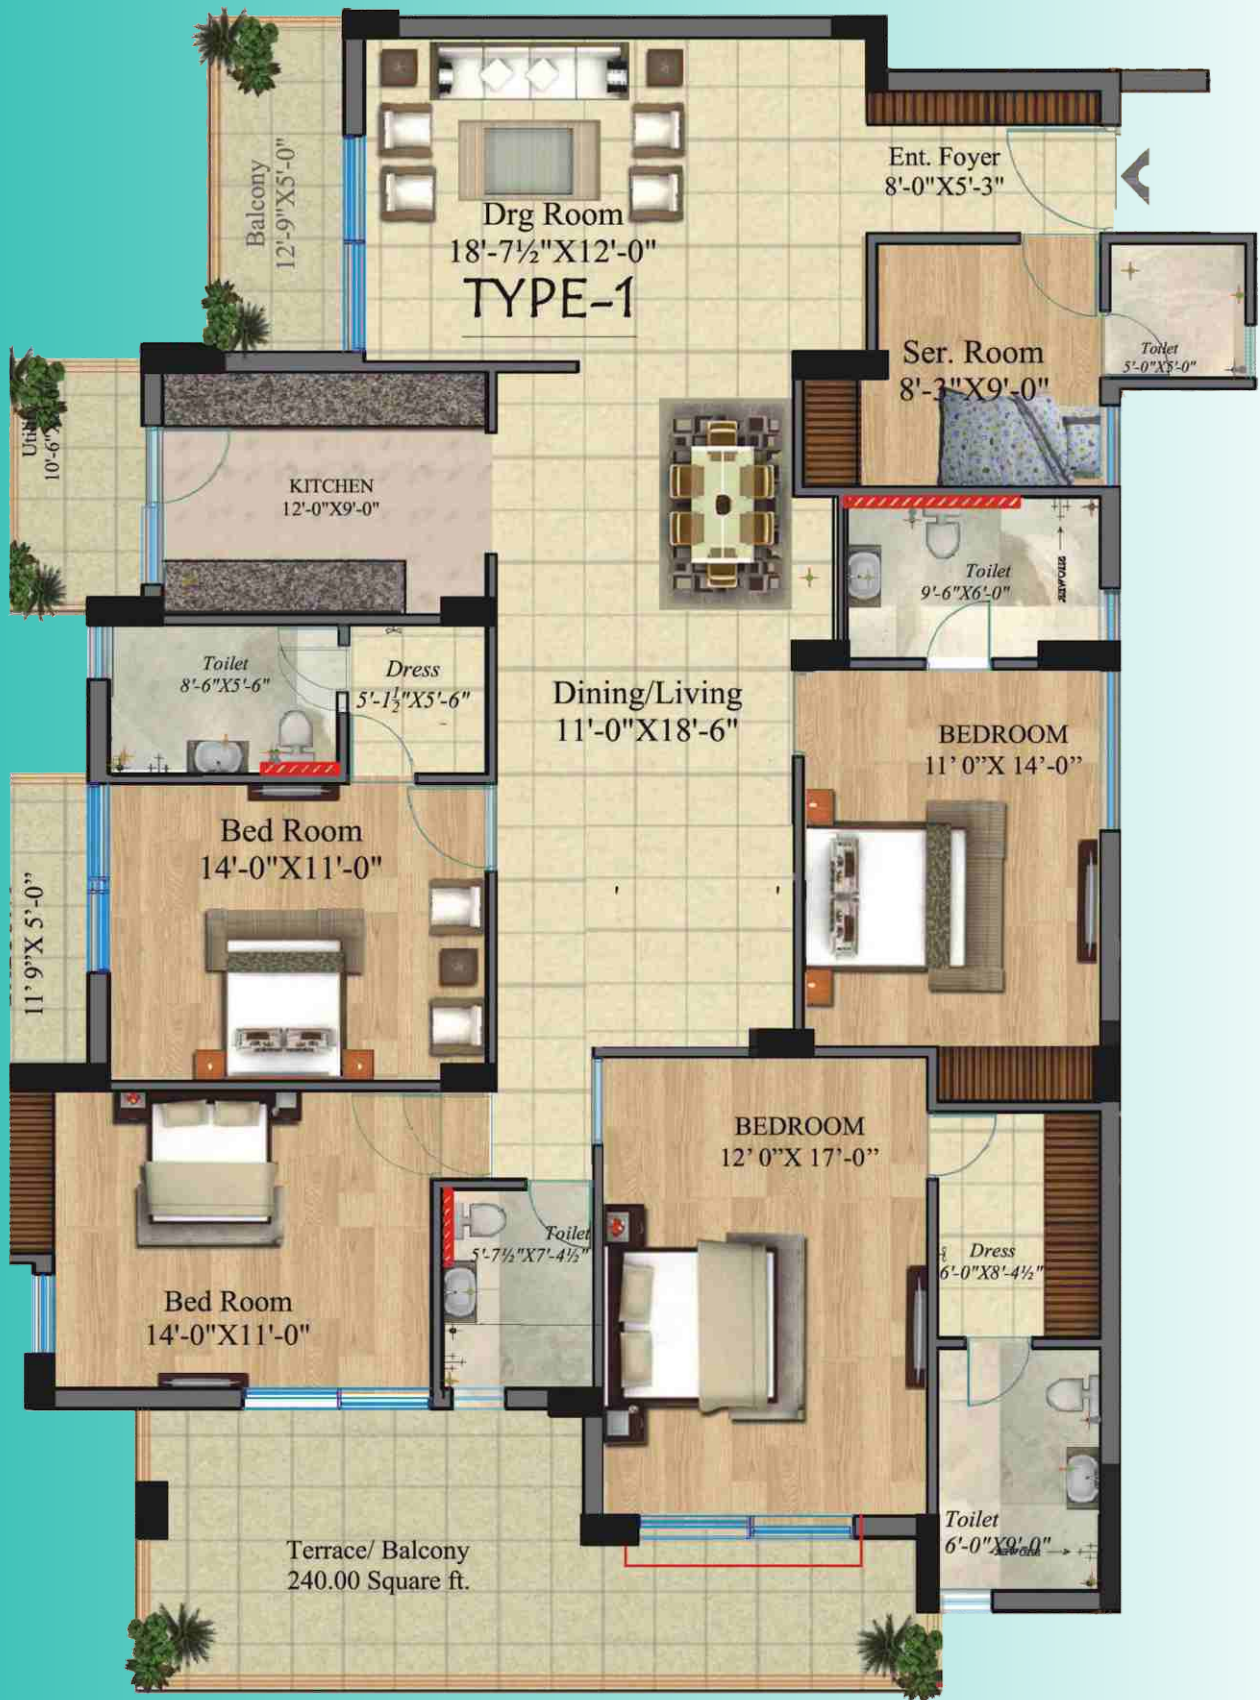 Balcony
12'-9"X5'-0"
Drg Room
18'-7½"X12'-0"
TYPE-1
Ent. Foyer
8'-0"X5'-3"
Ser. Room
8'-3"X9'-0"
Toilet
5'-0"X5'-0"
10'-6"
KITCHEN
12'-0"X9'-0"
Toilet
9'-6"X6'-0"
SHOWER
Toilet
8'-6"X5'-6"
Dress
5'-1½"X5'-6"
Dining/Living
11'-0"X18'-6"
BEDROOM
11’ 0”X 14’-0”
Bed Room
14'-0"X11'-0"
11’ 9”X 5’-0”
BEDROOM
12’ 0”X 17’-0”
Toilet
5'-7½"X7'-4½"
Dress
6'-0"X8'-4½"
Bed Room
14'-0"X11'-0"
Toilet
6'-0"X9'-0"
SHOWER
Terrace/ Balcony
240.00 Square ft.